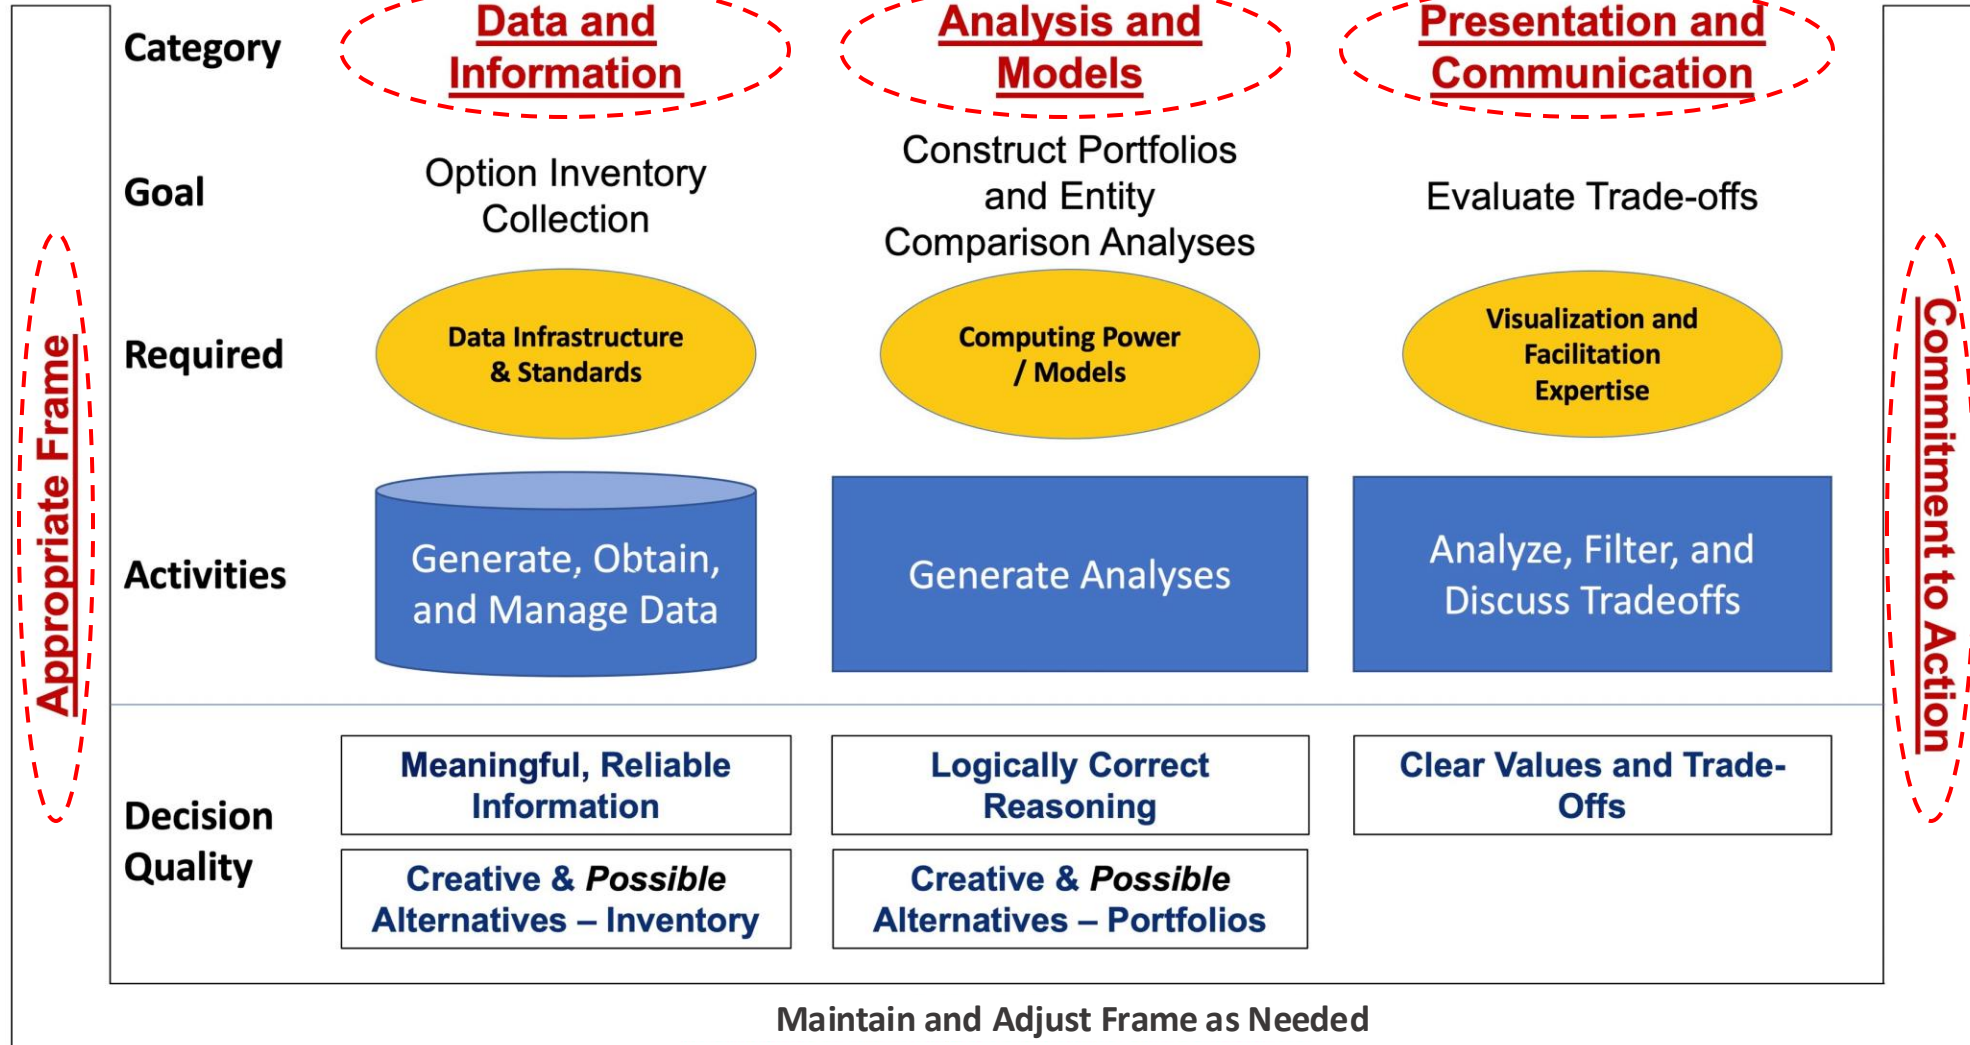 Category
Data and
Information
Analysis and
Models
Presentation and
Communication
Goal
Option Inventory
Collection
Construct Portfolios
and Entity
Comparison Analyses
Evaluate Trade-offs
Required
Data Infrastructure
& Standards
Computing Power
/ Models
Visualization and
Facilitation
Expertise
Activities
Generate, Obtain,
and Manage Data
Generate Analyses
Analyze, Filter, and
Discuss Tradeoffs
Decision
Quality
Meaningful, Reliable
Information
Logically Correct
Reasoning
Clear Values and Trade-
Offs
Creative & Possible
Alternatives – Inventory
Creative & Possible
Alternatives – Portfolios
Appropriate Frame
Commitment to Action
Maintain and Adjust Frame as Needed